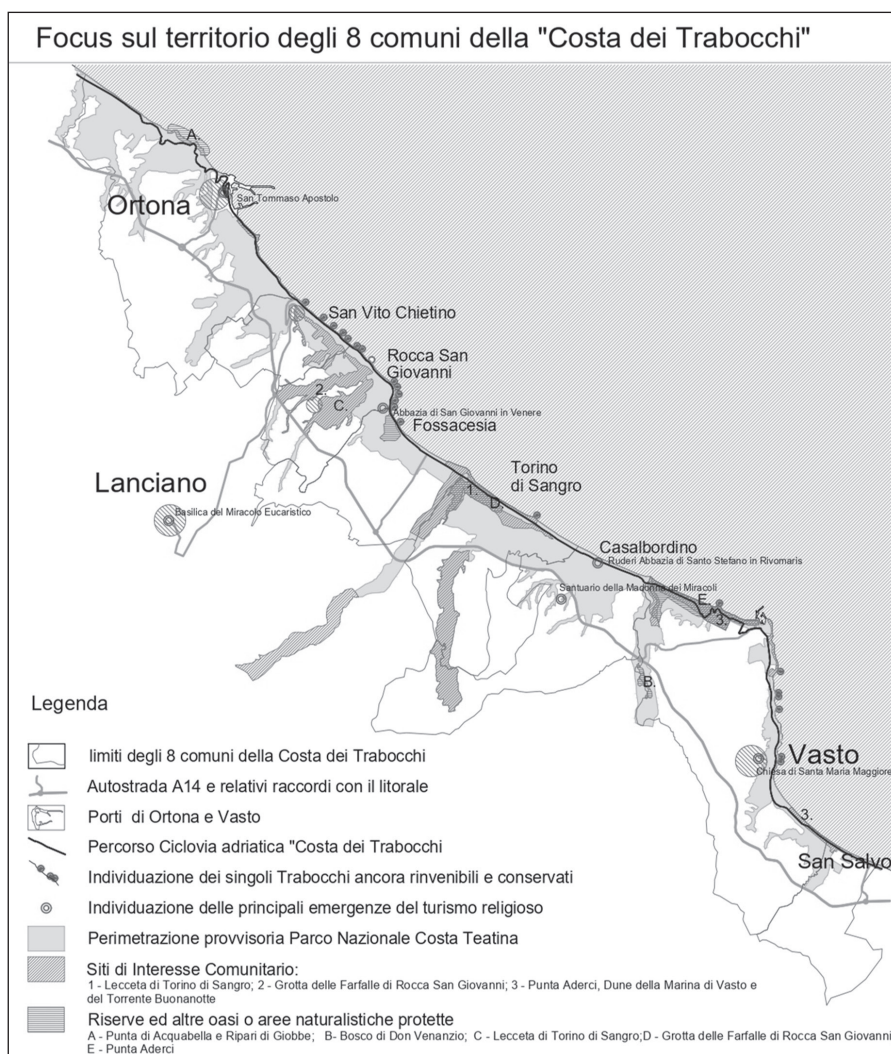 Focus sul territorio degli 8 comuni della "Costa dei Trabocchi"
A.
San Tommaso Apostolo
Ortona
San Vito Chietino
Rocca San
Giovanni
2
C.
Abbazia di San Giovanni in Venere
Fossacesia
Torino
di Sangro
Lanciano
1.
D.
Basilica del Miracolo Eucaristico
Casalbordino
Ruderi Abbazia di Santo Stefano in Rivomaris
Santuario della Madonna dei Miracoli
E.
3.
B.
Vasto
Chiesa di Santa Maria Maggiore
3.
San Salvo
Legenda
limiti degli 8 comuni della Costa dei Trabocchi
Autostrada A14 e relativi raccordi con il litorale
Porti di Ortona e Vasto
Percorso Ciclovia adriatica "Costa dei Trabocchi
Individuazione dei singoli Trabocchi ancora rinvenibili e conservati
Individuazione delle principali emergenze del turismo religioso
Perimetrazione provvisoria Parco Nazionale Costa Teatina
Siti di Interesse Comunitario:
1 - Lecceta di Torino di Sangro; 2 - Grotta delle Farfalle di Rocca San Giovanni; 3 - Punta Aderci, Dune della Marina di Vasto e
del Torrente Buonanotte
Riserve ed altre oasi o aree naturalistiche protette
A - Punta di Acquabella e Ripari di Giobbe; B- Bosco di Don Venanzio; C - Lecceta di Torino di Sangro;D - Grotta delle Farfalle di Rocca San Giovanni
E - Punta Aderci